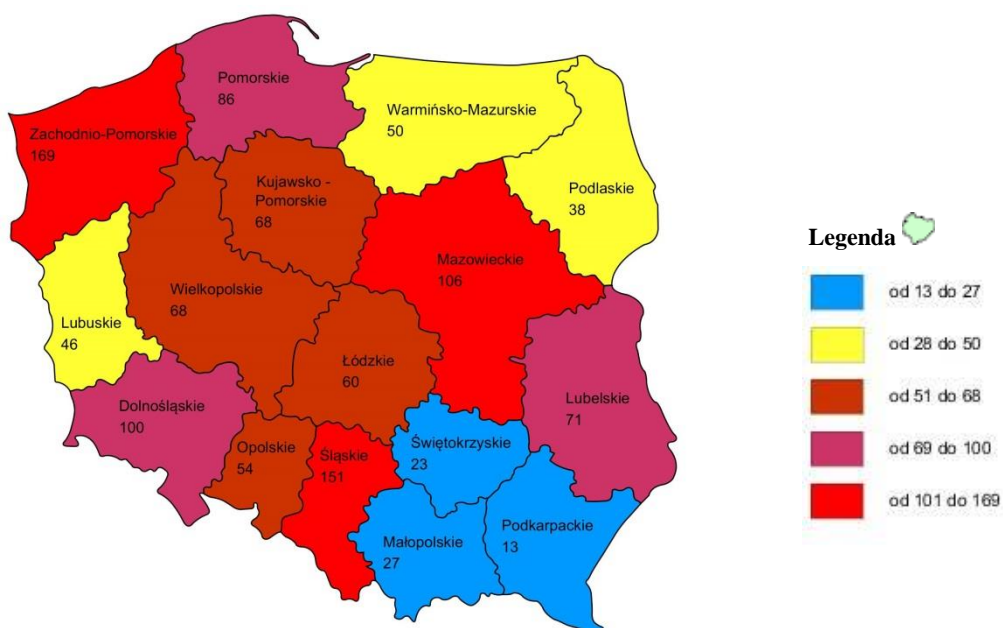 Pomorskie
86
Warmińsko-Mazurskie
50
Zachodnio-Pomorskie
169
Podlaskie
38
Kujawsko -
Pomorskie
68
Mazowieckie
106
Wielkopolskie
68
Lubuskie
46
Łódzkie
60
Lubelskie
71
Dolnośląskie
100
Opolskie
54
Śląskie
151
Świętokrzyskie
23
Podkarpackie
13
Małopolskie
27
Legenda
od 13 do 27
od 28 do 50
od 51 do 68
od 69 do 100
od 101 do 169